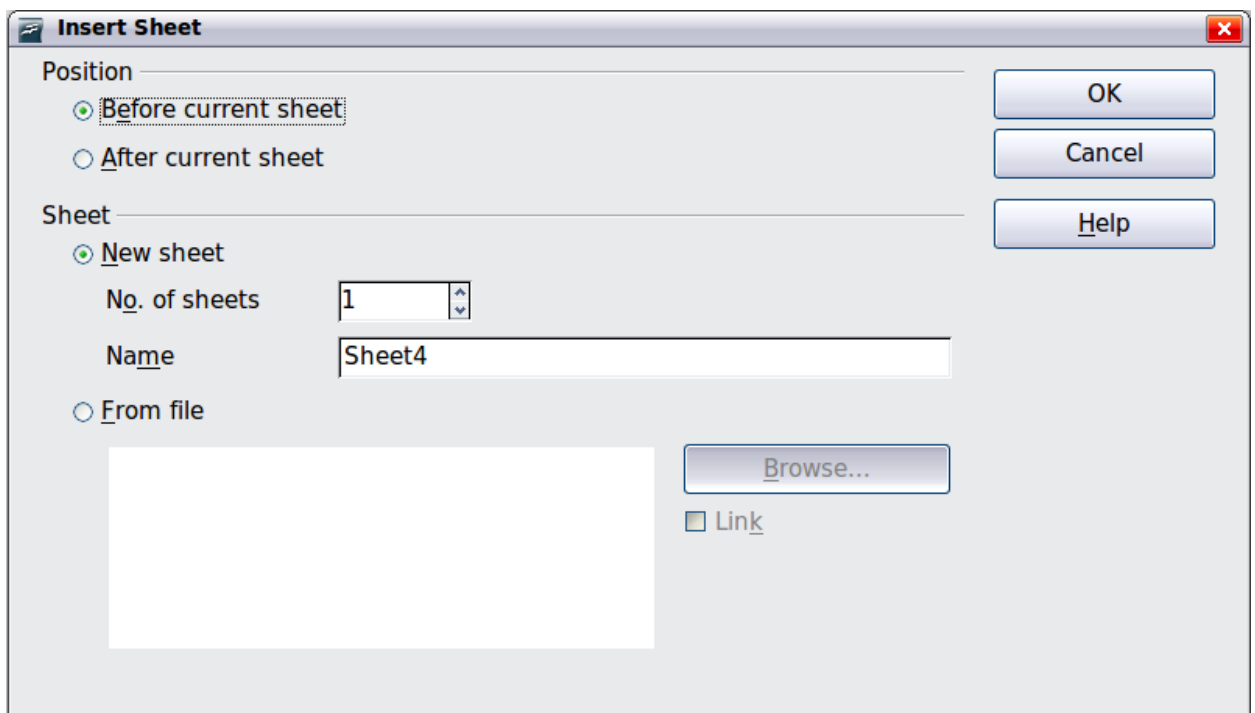 Insert Sheet
Position
Before current sheet
After current sheet
OK
Cancel
Help
Sheet
New sheet
No. of sheets 1
Name Sheet4
From file
Browse...
Link